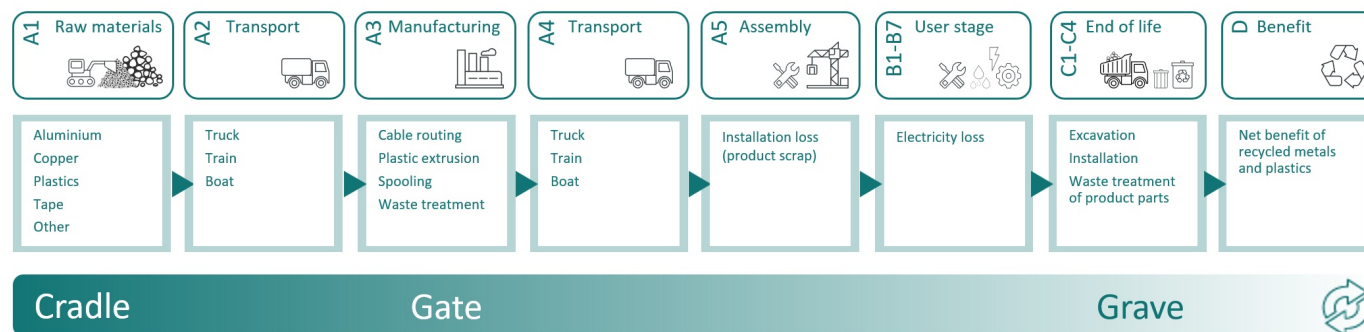 A1 Raw materials
A2 Transport
A3 Manufacturing
A4 Transport
A5 Assembly
B1-B7 User stage
C1-C4 End of life
D Benefit
Aluminium
Copper
Plastics
Tape
Other
Truck
Train
Boat
Cable routing
Plastic extrusion
Spooling
Waste treatment
Truck
Train
Boat
Installation loss
(product scrap)
Electricity loss
Excavation
Installation
Waste treatment
of product parts
Net benefit of
recycled metals
and plastics
Cradle
Gate
Grave